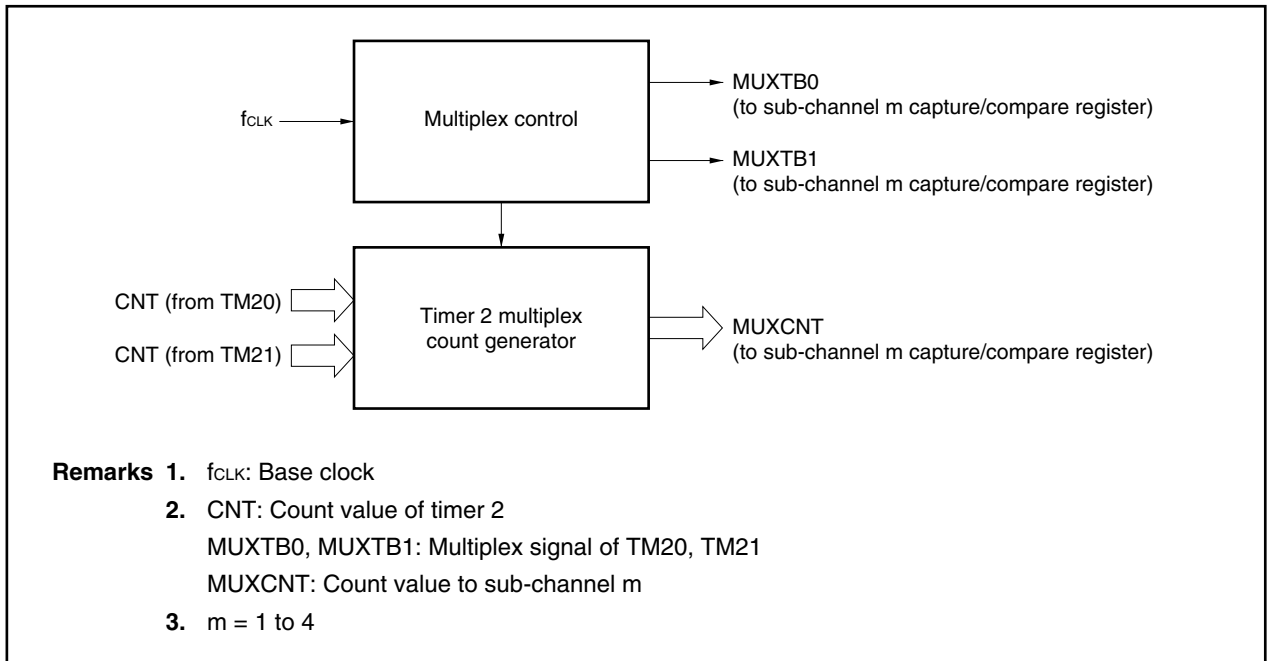 fCLK
Multiplex control
MUXTB0
(to sub-channel m capture/compare register)
MUXTB1
(to sub-channel m capture/compare register)
CNT (from TM20)
CNT (from TM21)
Timer 2 multiplex
count generator
MUXCNT
(to sub-channel m capture/compare register)
Remarks 1. fCLK: Base clock
2. CNT: Count value of timer 2
MUXTB0, MUXTB1: Multiplex signal of TM20, TM21
MUXCNT: Count value to sub-channel m
3. m = 1 to 4